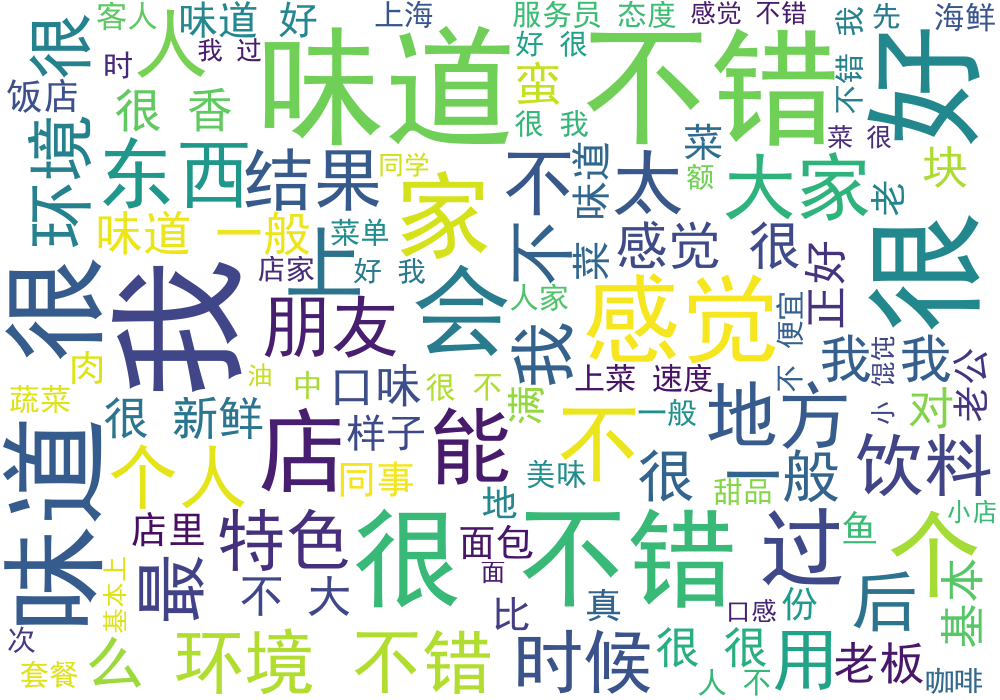 客人
味道 好
上海
服务员 态度
感觉 不错
我
先
海鲜
很
人
我 过
时
好 很
味道 不错
好
饭店
很 香
蛮
不错
很 我
菜 很
环境
东西
结果
同学
家
不
味道
太
菜
额
大家
块
老
味道 一般
上
菜单
店家
好 我
不
菜
感觉 很
正好
很
很
我
朋友
会
人家
感觉
便宜
我
肉
油
中
口味
很 不
满
上菜 速度
不
我
馄饨
我
老公
蔬菜
很 新鲜
店
样子
能
不
一般
地方
小
对
味道
个人
同事
美味
很
一般
饮料
甜品
地
店里
特色
很 不错
面包
面
过
鱼
个
小店
基本上
最
不 大
比
真
口感
份
后
基本
次
套餐
么
环境 不错
时候
很 很
用
老板
人 不
咖啡